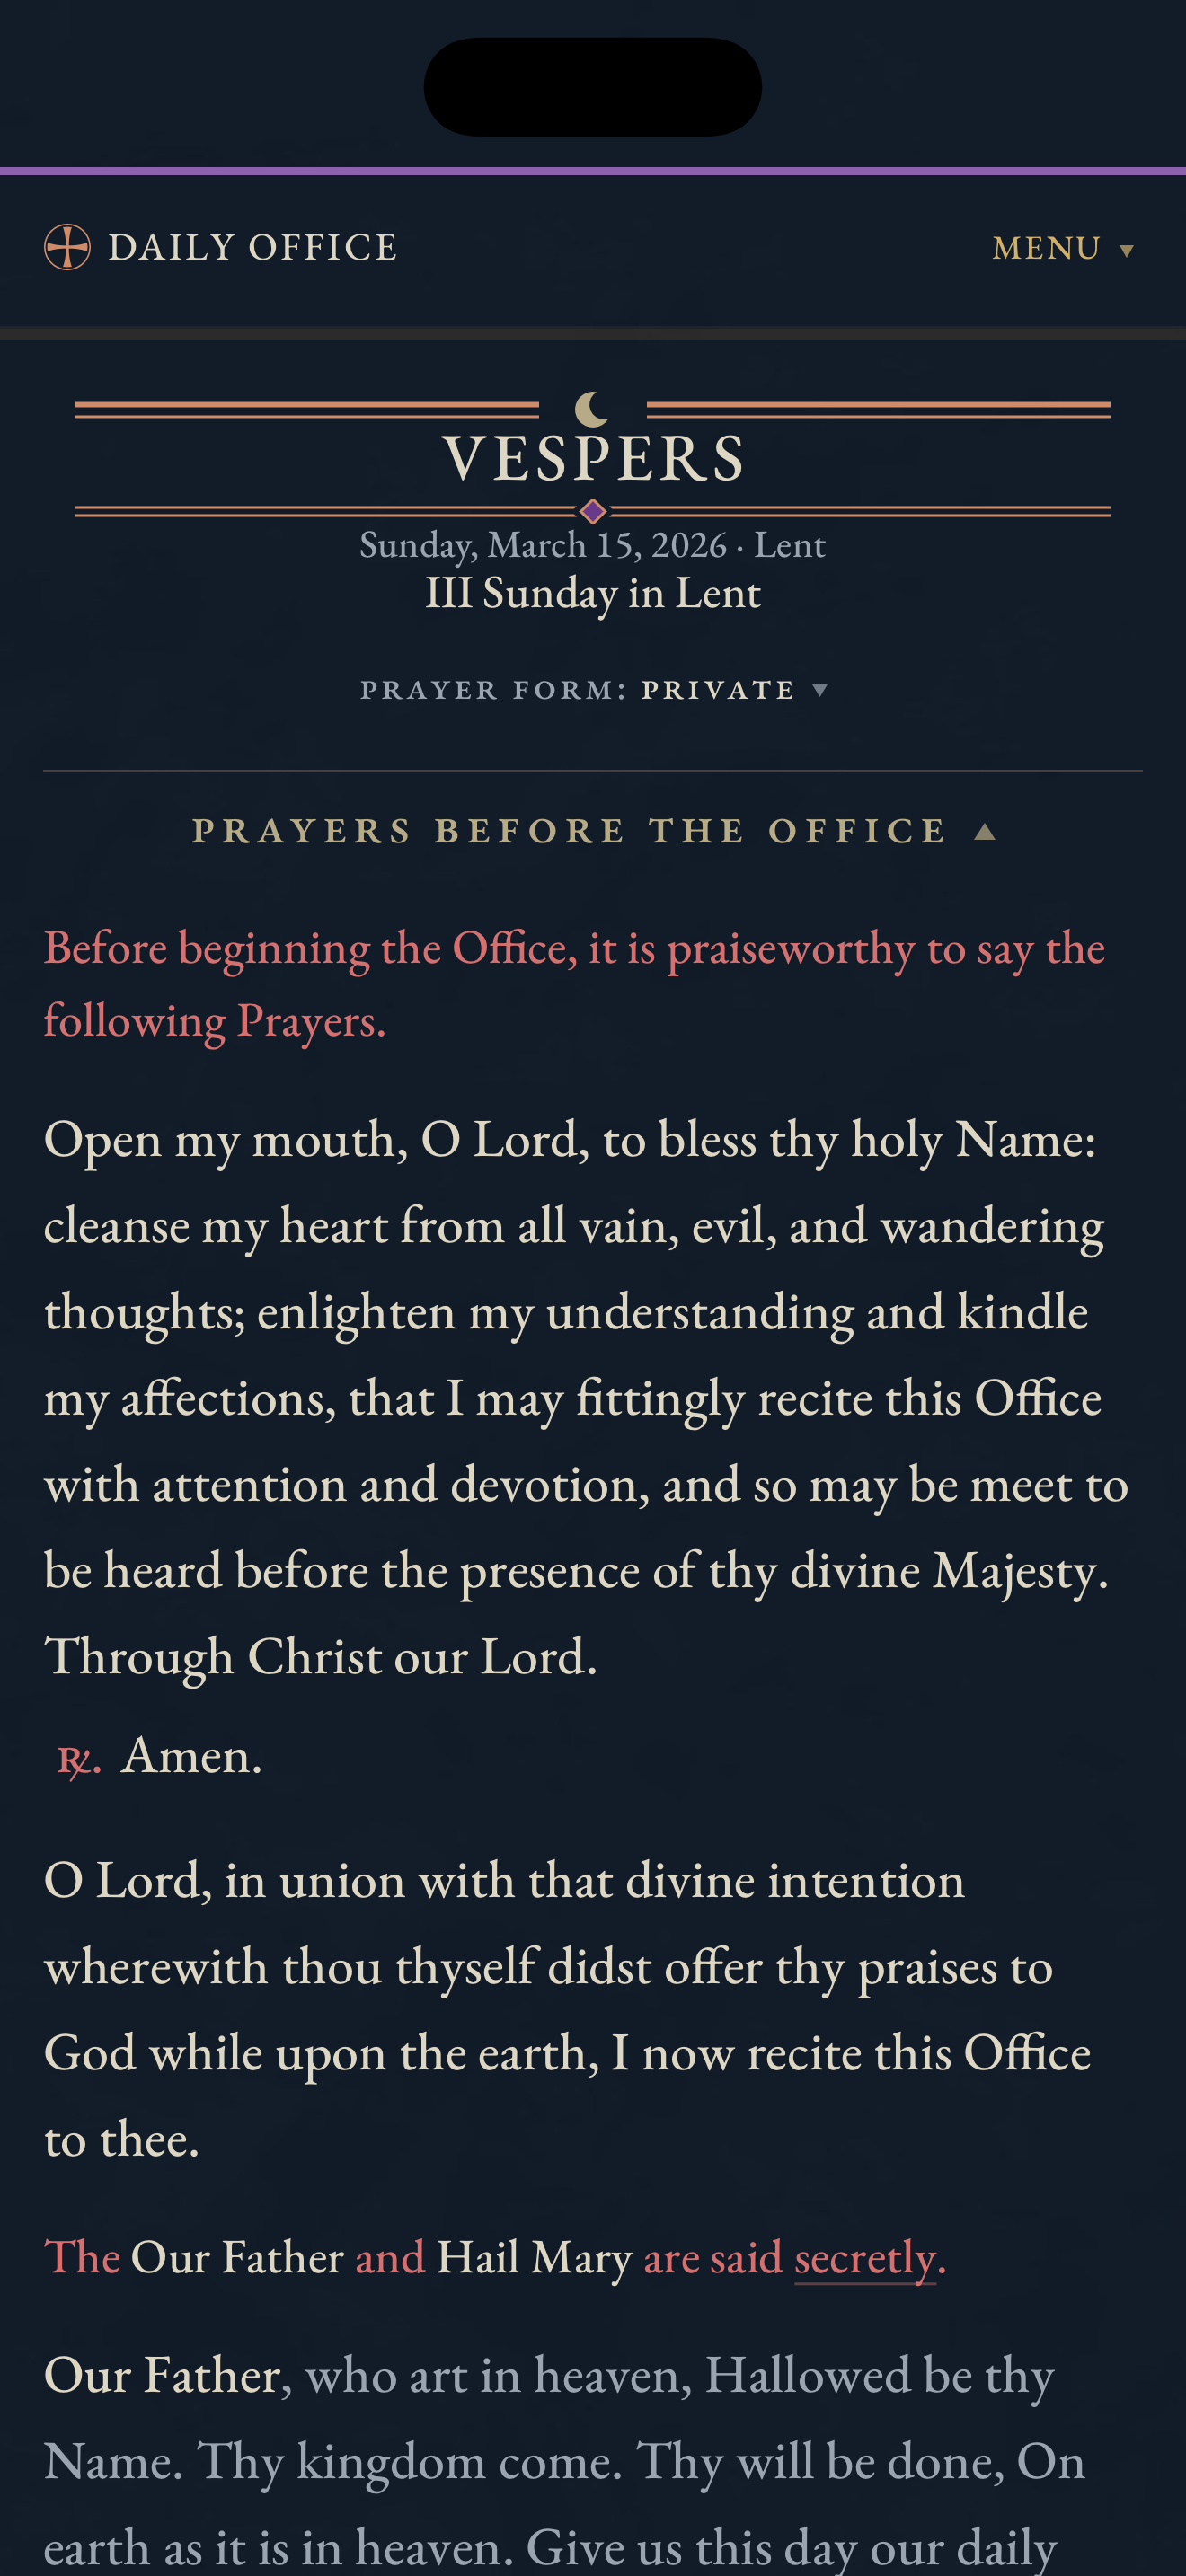 DAILY OFFICE
MENU ▼
VESPERS
Sunday, March 15, 2026 · Lent
III Sunday in Lent
PRAYER FORM: PRIVATE ▼
PRAYERS BEFORE THE OFFICE ▲
Before beginning the Office, it is praiseworthy to say the
following Prayers.
Open my mouth, O Lord, to bless thy holy Name:
cleanse my heart from all vain, evil, and wandering
thoughts; enlighten my understanding and kindle
my affections, that I may fittingly recite this Office
with attention and devotion, and so may be meet to
be heard before the presence of thy divine Majesty.
Through Christ our Lord.
℟. Amen.
O Lord, in union with that divine intention
wherewith thou thyself didst offer thy praises to
God while upon the earth, I now recite this Office
to thee.
The Our Father and Hail Mary are said secretly.
Our Father, who art in heaven, Hallowed be thy
Name. Thy kingdom come. Thy will be done, On
earth as it is in heaven. Give us this day our daily